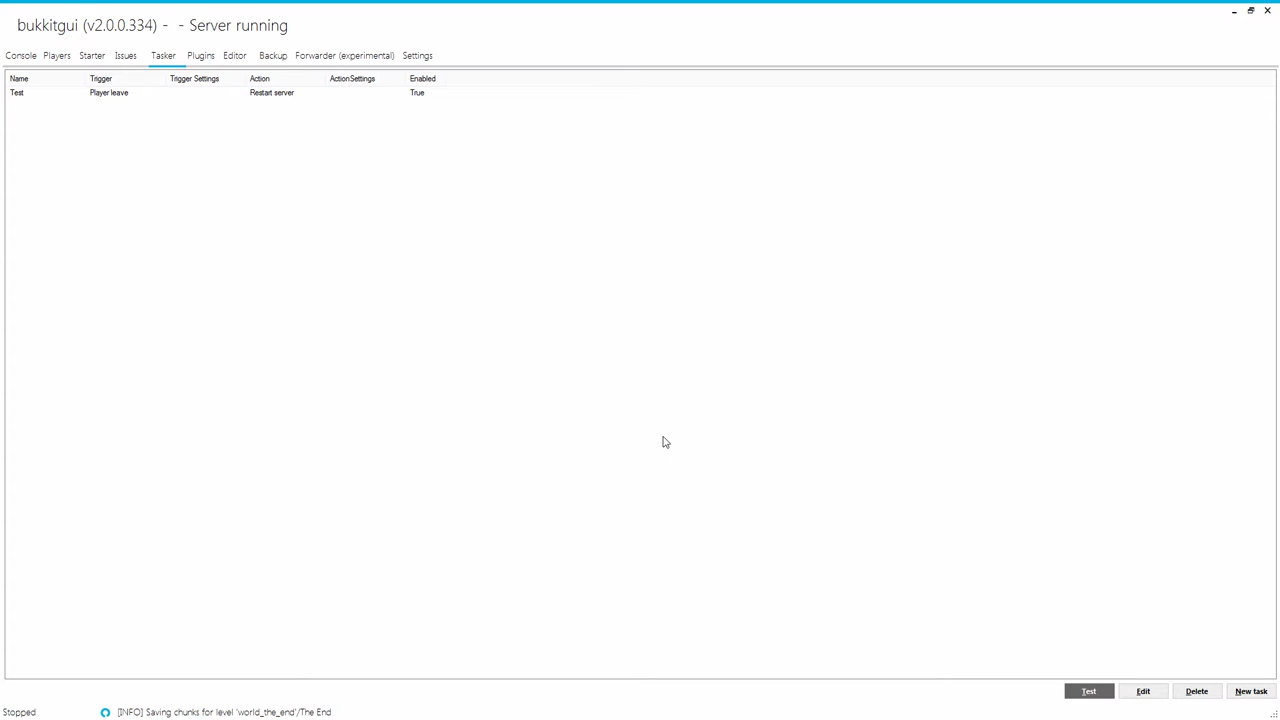 bukkitgui (v2.0.0.334) - - Server running
Console Players Starter Issues Tasker Plugins Editor Backup Forwarder (experimental) Settings
Name Trigger Trigger Settings Action ActionSettings Enabled
Test Player leave Restart server True
Test Edit Delete New task
Stopped [INFO] Saving chunks for level 'world_the_end'/The End